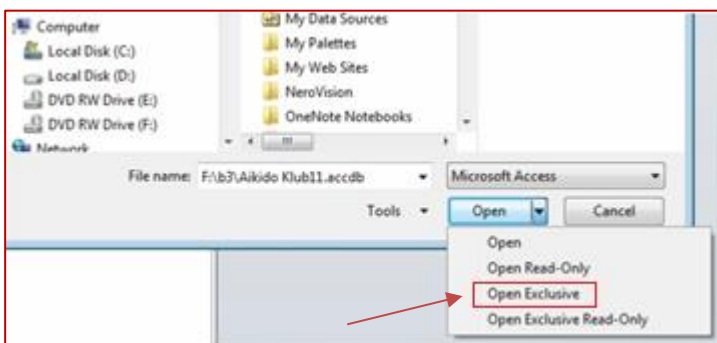 Computer
Local Disk (C:)
Local Disk (D:)
DVD RW Drive (E:)
DVD RW Drive (F:)
Network
My Data Sources
My Palettes
My Web Sites
NeroVision
OneNote Notebooks
File name: F:\b3\Aikido Klub11.accdb
Microsoft Access
Tools
Open
Cancel
Open
Open Read-Only
Open Exclusive
Open Exclusive Read-Only